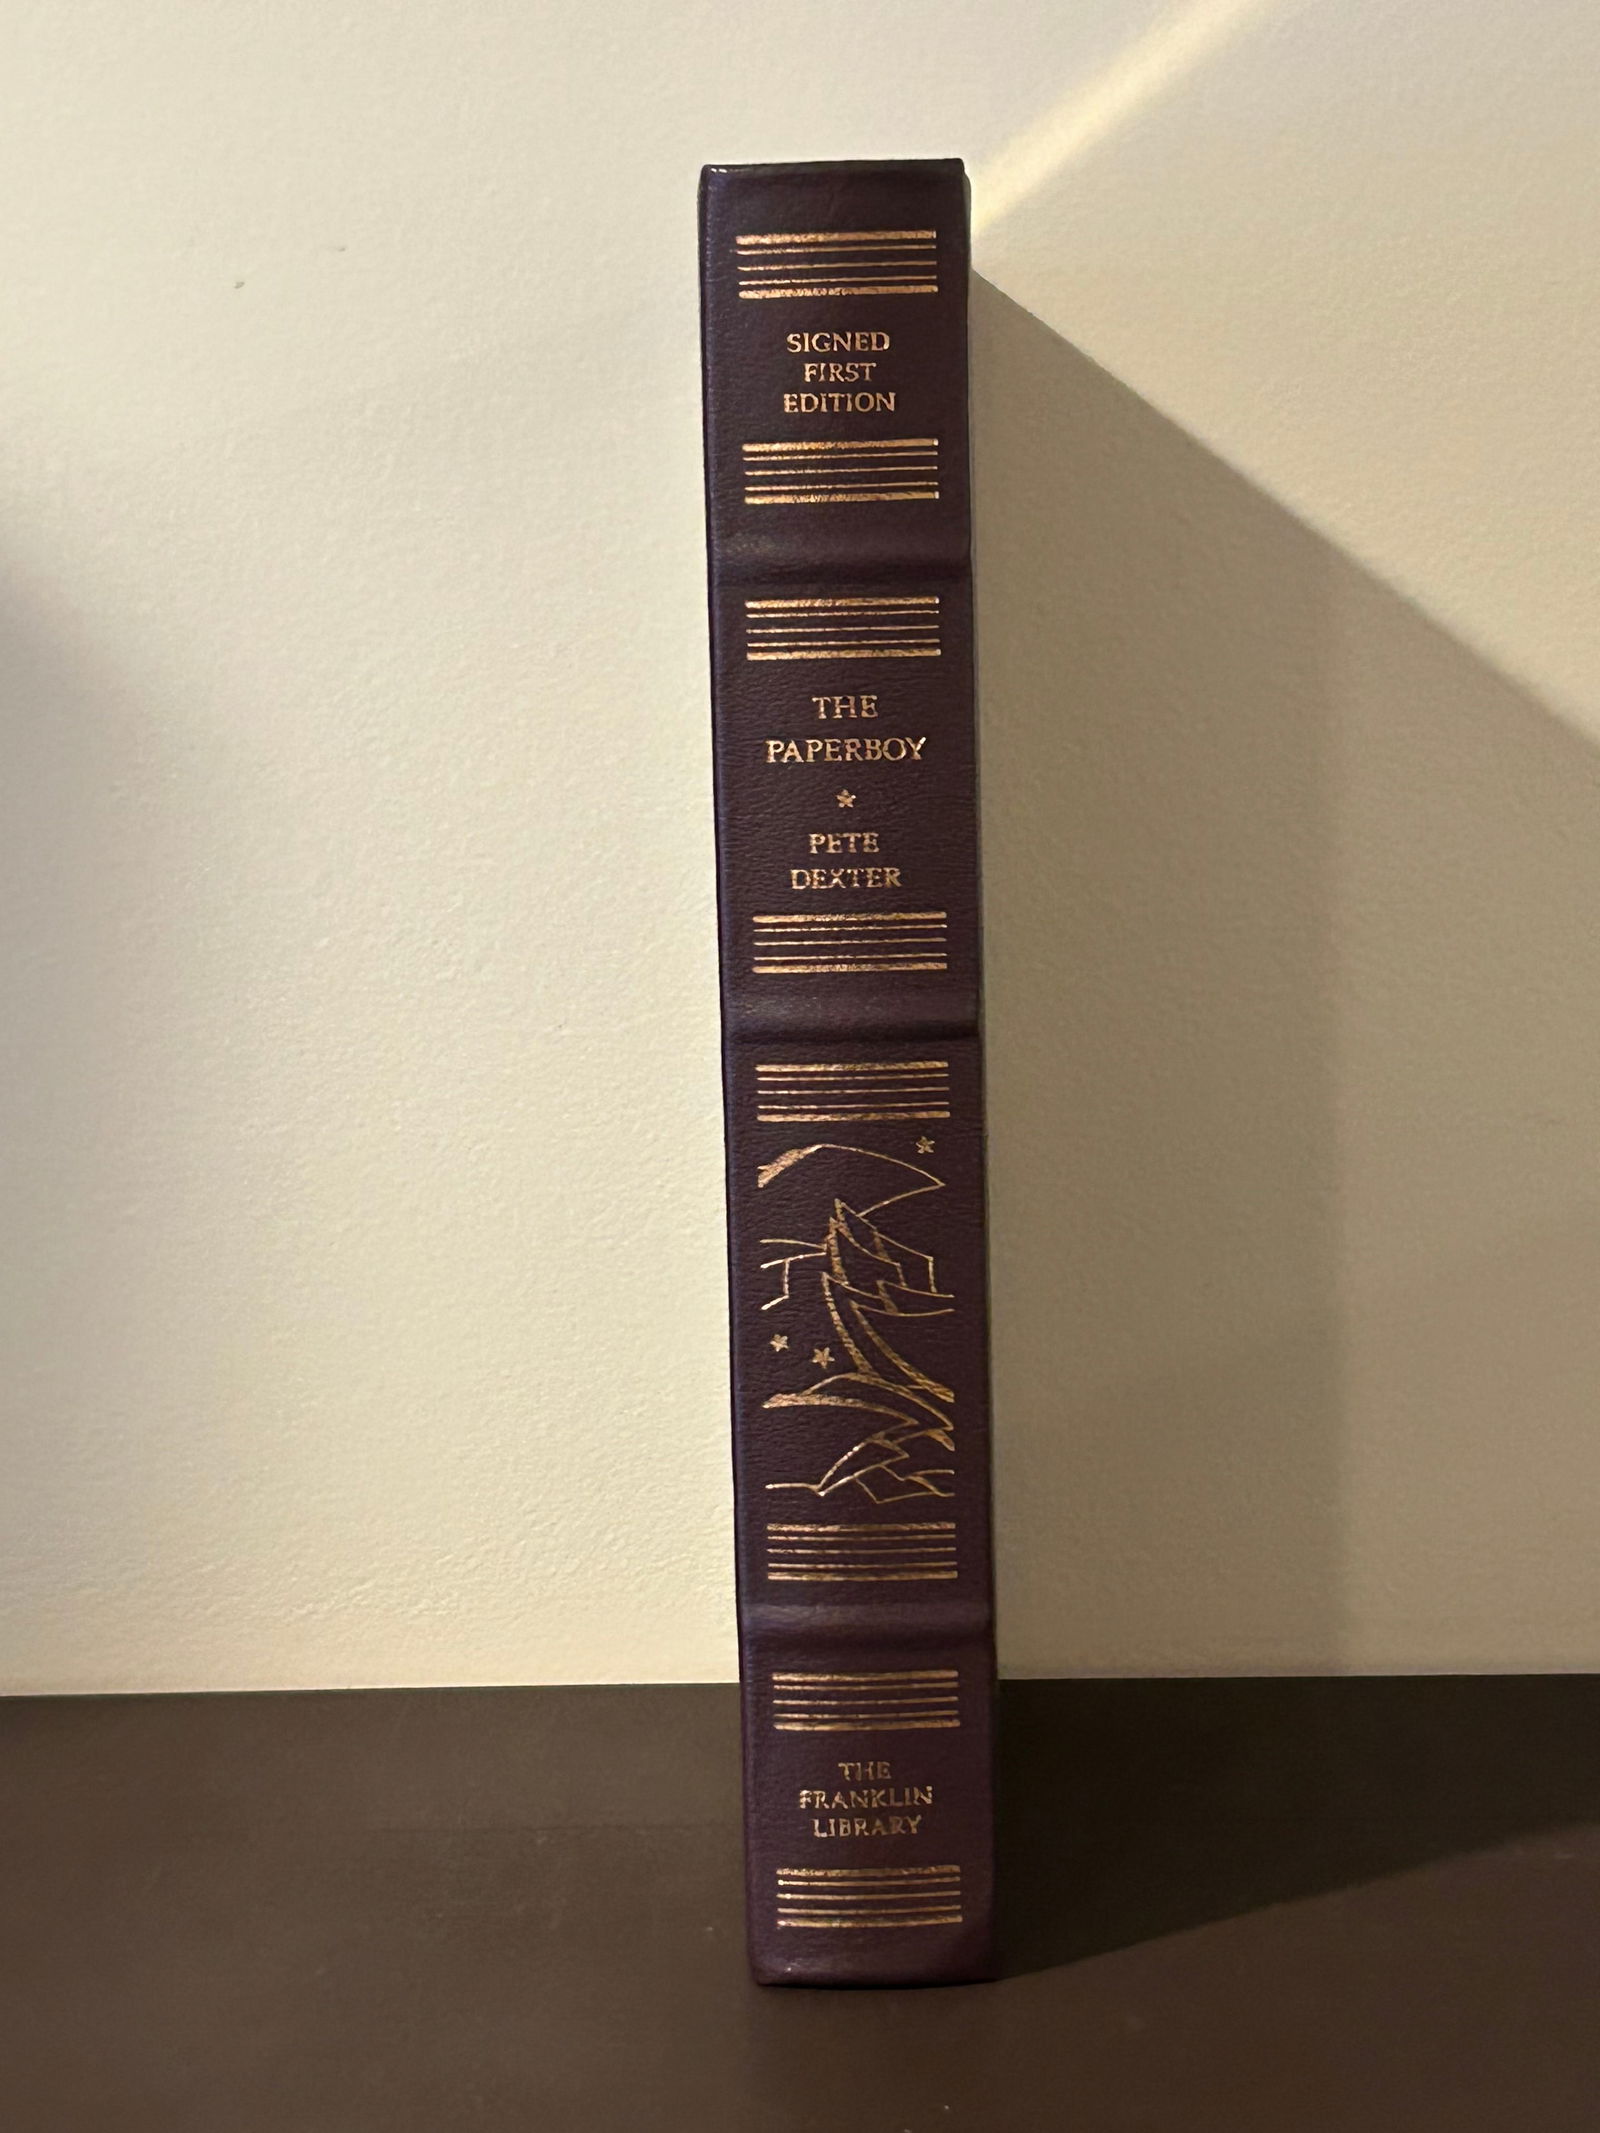 SIGNED
FIRST
EDITION
THE
PAPERBOY
PETE
DEXTER
THE
FRANKLIN
LIBRARY